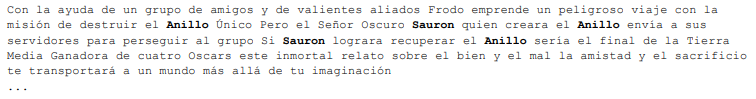 Con la ayuda de un grupo de amigos y de valientes aliados Frodo emprende un peligroso viaje con la
misión de destruir el Anillo Único Pero el Señor Oscuro Sauron quien creara el Anillo envía a sus
servidores para perseguir al grupo Si Sauron lograra recuperar el Anillo sería el final de la Tierra
Media Ganadora de cuatro Oscars este inmortal relato sobre el bien y el mal la amistad y el sacrificio
te transportará a un mundo más allá de tu imaginación
...